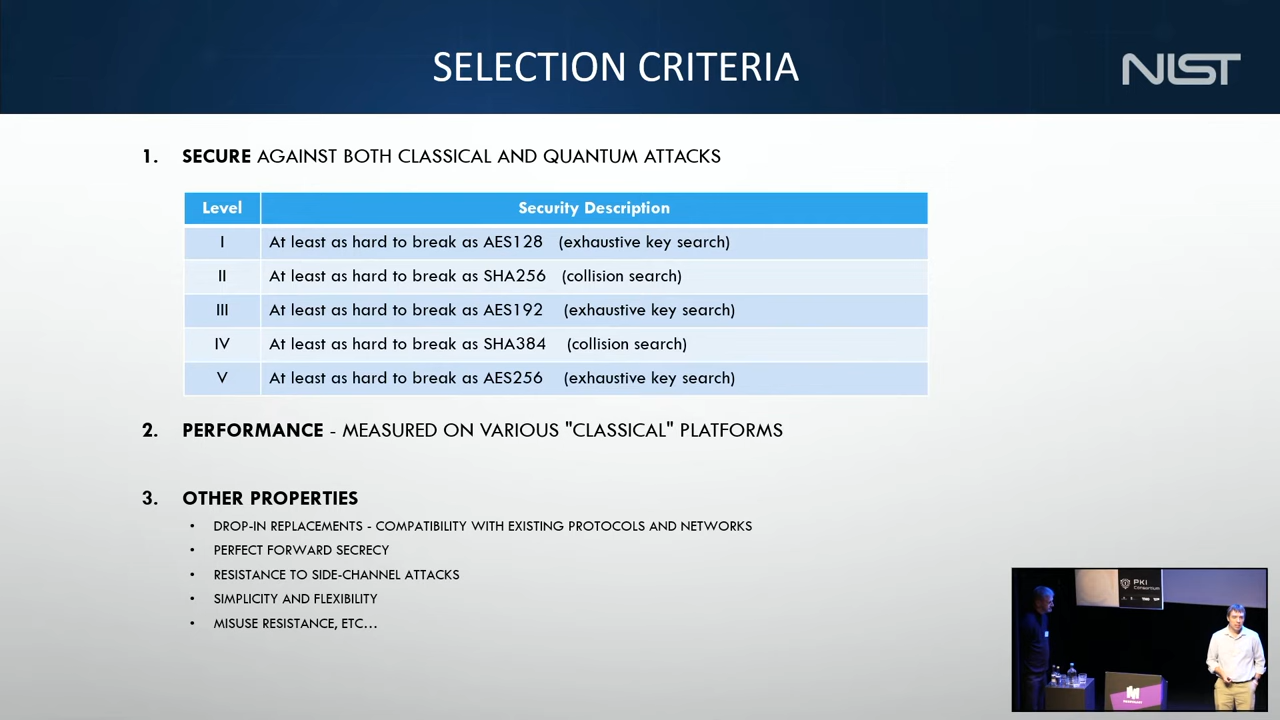 SELECTION CRITERIA
NIST
1. SECURE AGAINST BOTH CLASSICAL AND QUANTUM ATTACKS
Level Security Description
I At least as hard to break as AES128 (exhaustive key search)
II At least as hard to break as SHA256 (collision search)
III At least as hard to break as AES192 (exhaustive key search)
IV At least as hard to break as SHA384 (collision search)
V At least as hard to break as AES256 (exhaustive key search)
2. PERFORMANCE - MEASURED ON VARIOUS "CLASSICAL" PLATFORMS
3. OTHER PROPERTIES
• DROP-IN REPLACEMENTS - COMPATIBILITY WITH EXISTING PROTOCOLS AND NETWORKS
• PERFECT FORWARD SECRECY
• RESISTANCE TO SIDE-CHANNEL ATTACKS
• SIMPLICITY AND FLEXIBILITY
• MISUSE RESISTANCE, ETC…
PKI
Consortium